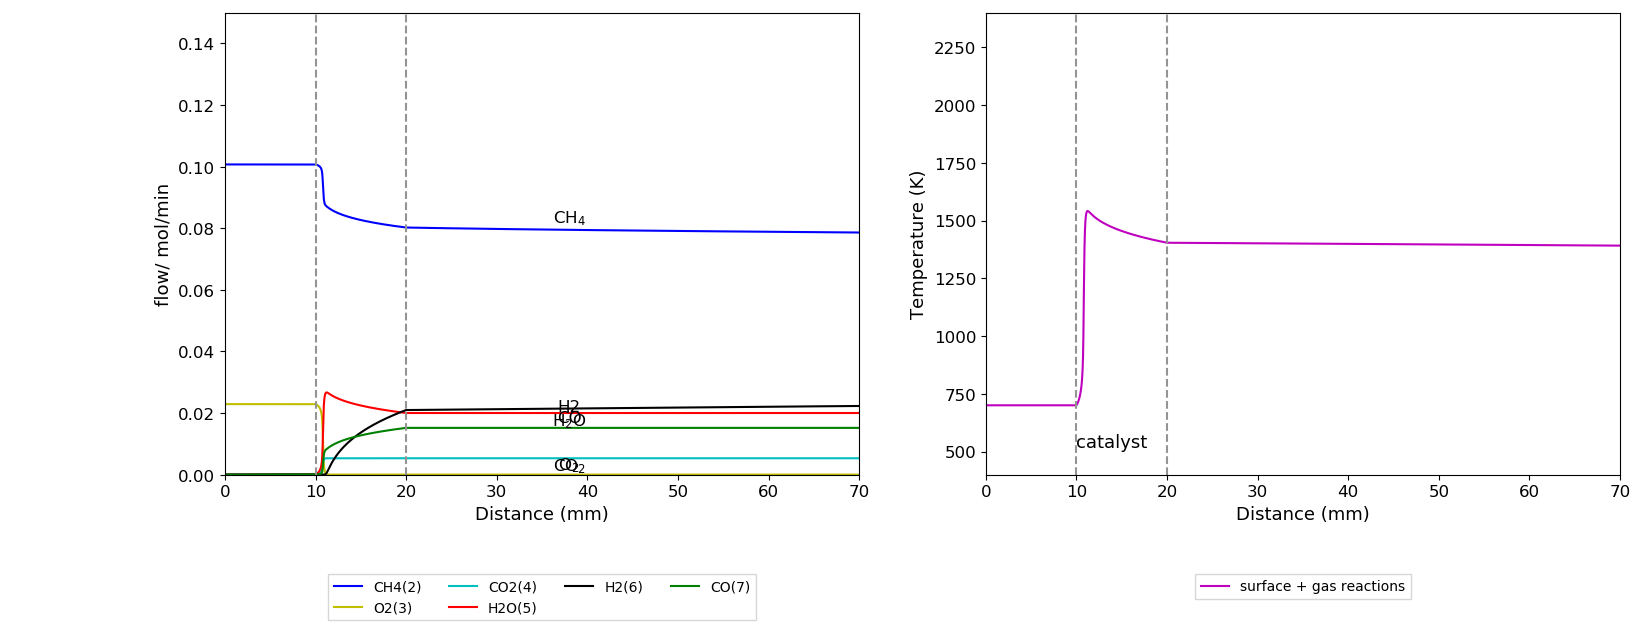 0.14
0.12
0.10
0.08
0.06
0.04
0.02
0.00
flow/ mol/min
CH4
H2
CO
H2O
CO2
O2
0 10 20 30 40 50 60 70
Distance (mm)
CH4(2) CO2(4) H2(6) CO(7)
O2(3) H2O(5)
2250
2000
1750
1500
1250
1000
750
500
Temperature (K)
catalyst
0 10 20 30 40 50 60 70
Distance (mm)
surface + gas reactions